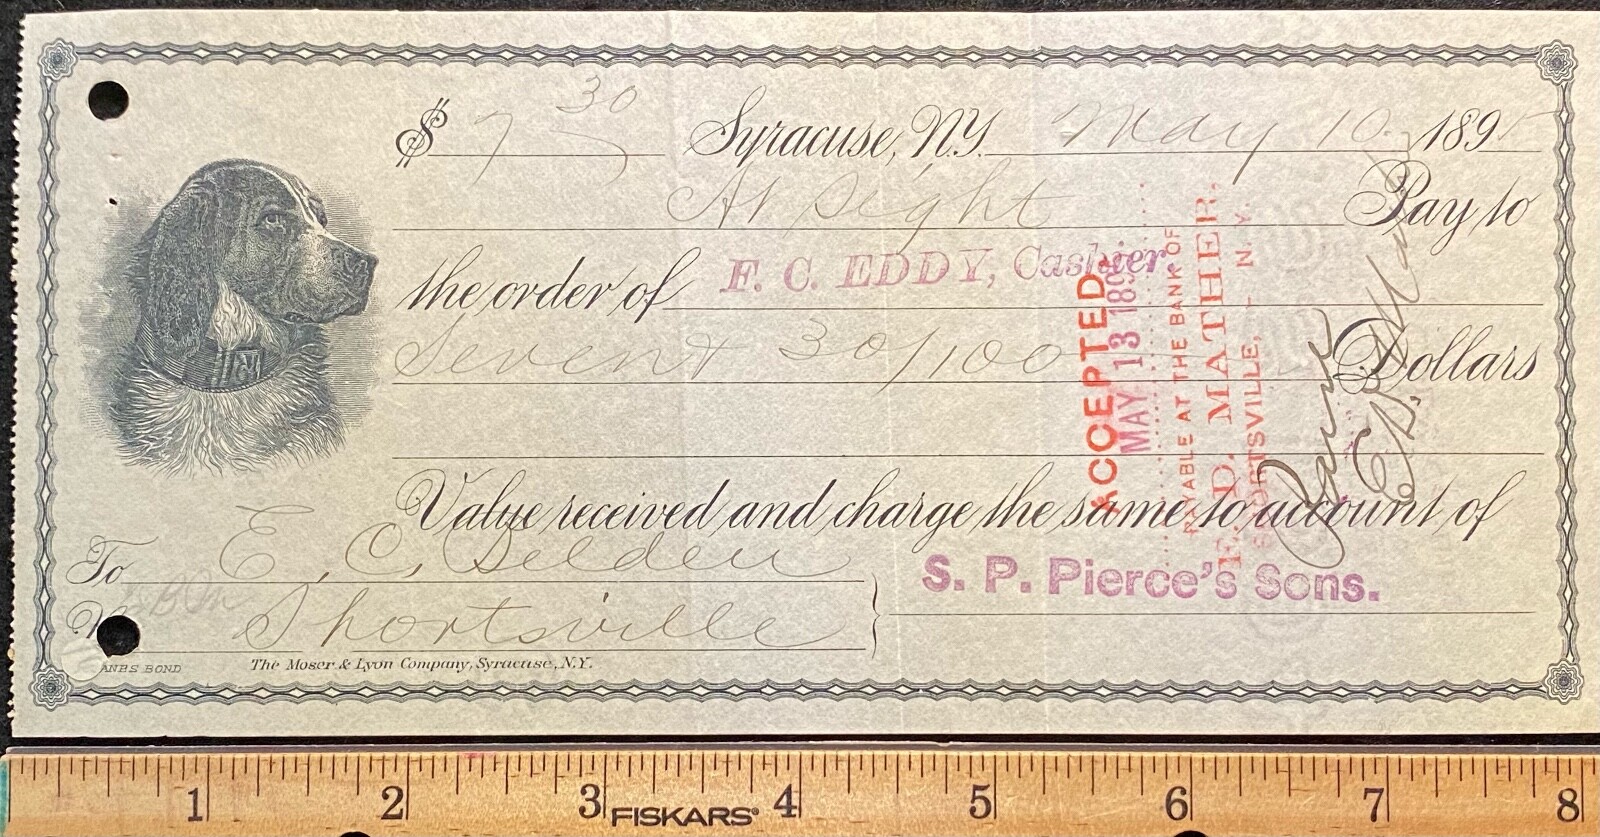 $ 7 30 Syracuse, N.Y. May 10 1895
At sight Pay to
the order of F. C. EDDY, Cashier.
Seven & 30/100 Dollars
Value received and charge the same to account of
To E. C. Selden
Shortsville
S. P. Pierce's Sons.
The Moser & Lyon Company, Syracuse, N.Y.
BOND
ACCEPTED
MAY 13 189
PAYABLE AT THE BANK OF
F. D. MATHER,
SHORTSVILLE, N. Y.
1 2 3 FISKARS® 4 5 6 7 8